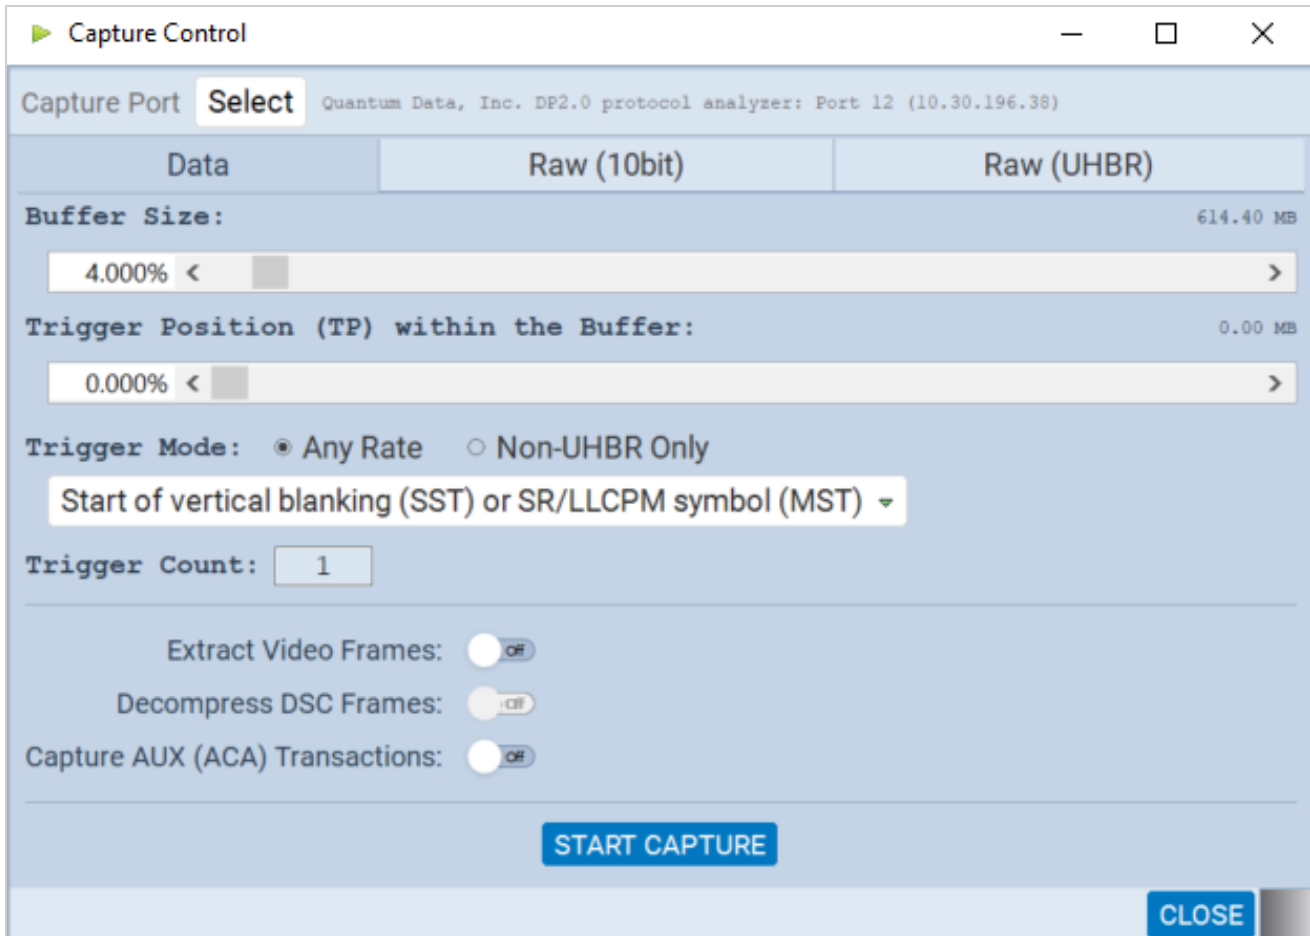 Capture Control
Capture Port Select Quantum Data, Inc. DP2.0 protocol analyzer: Port 12 (10.30.196.38)
Data Raw (10bit) Raw (UHBR)
Buffer Size: 614.40 MB
4.000%
Trigger Position (TP) within the Buffer: 0.00 MB
0.000%
Trigger Mode: Any Rate Non-UHBR Only
Start of vertical blanking (SST) or SR/LLCPM symbol (MST)
Trigger Count: 1
Extract Video Frames: Off
Decompress DSC Frames: Off
Capture AUX (ACA) Transactions: Off
START CAPTURE
CLOSE